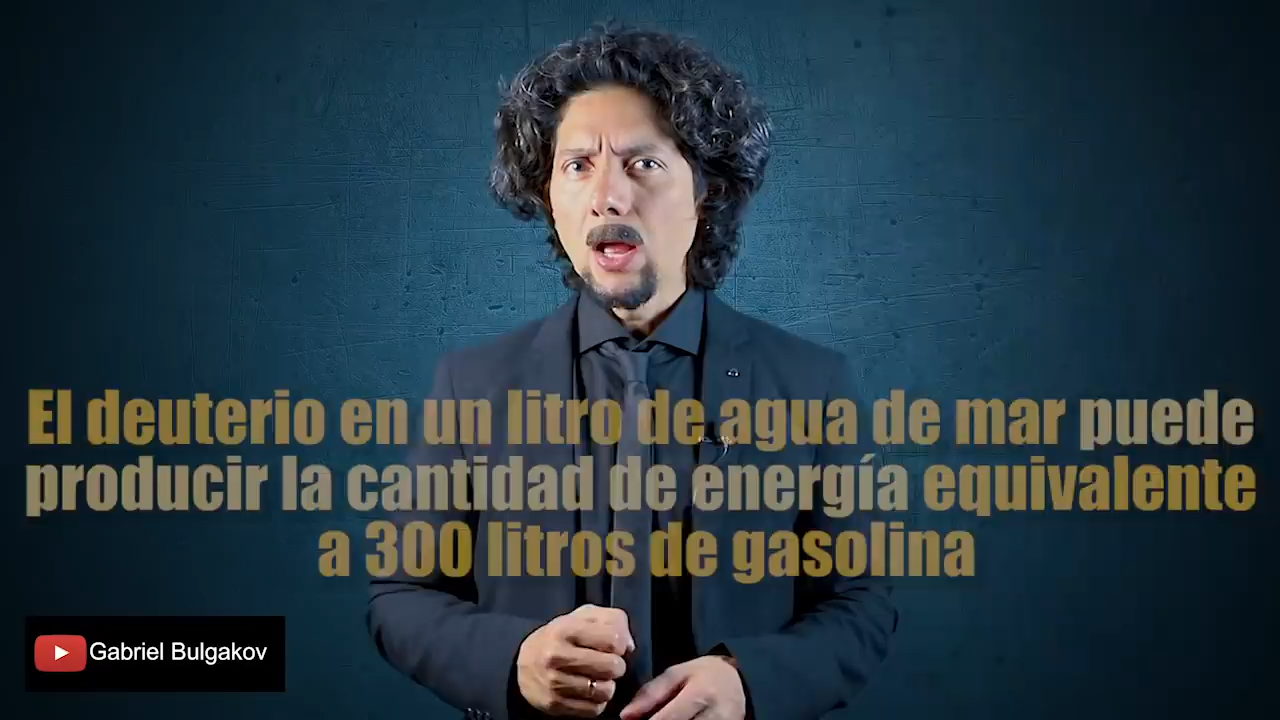 El deuterio en un litro de agua de mar puede
producir la cantidad de energía equivalente
a 300 litros de gasolina
Gabriel Bulgakov